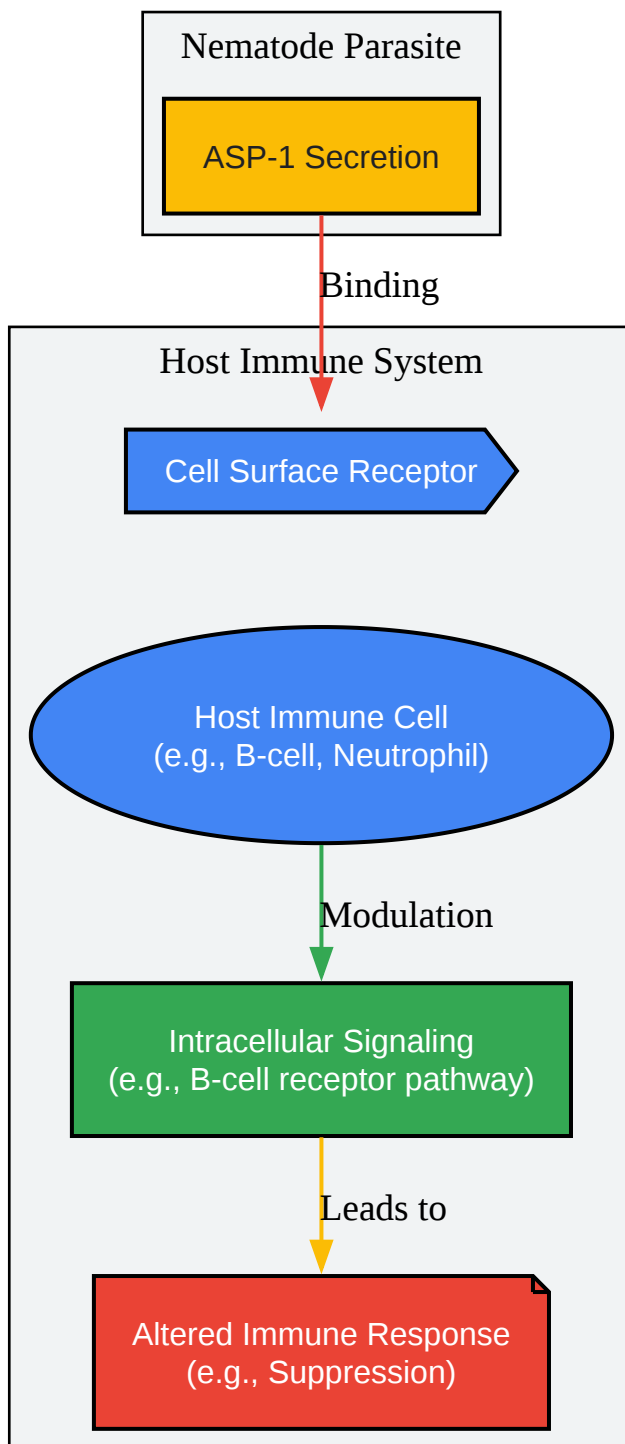 Nematode Parasite
ASP-1 Secretion
Binding
Host Immune System
Cell Surface Receptor
Host Immune Cell
(e.g., B-cell, Neutrophil)
Modulation
Intracellular Signaling
(e.g., B-cell receptor pathway)
Leads to
Altered Immune Response
(e.g., Suppression)